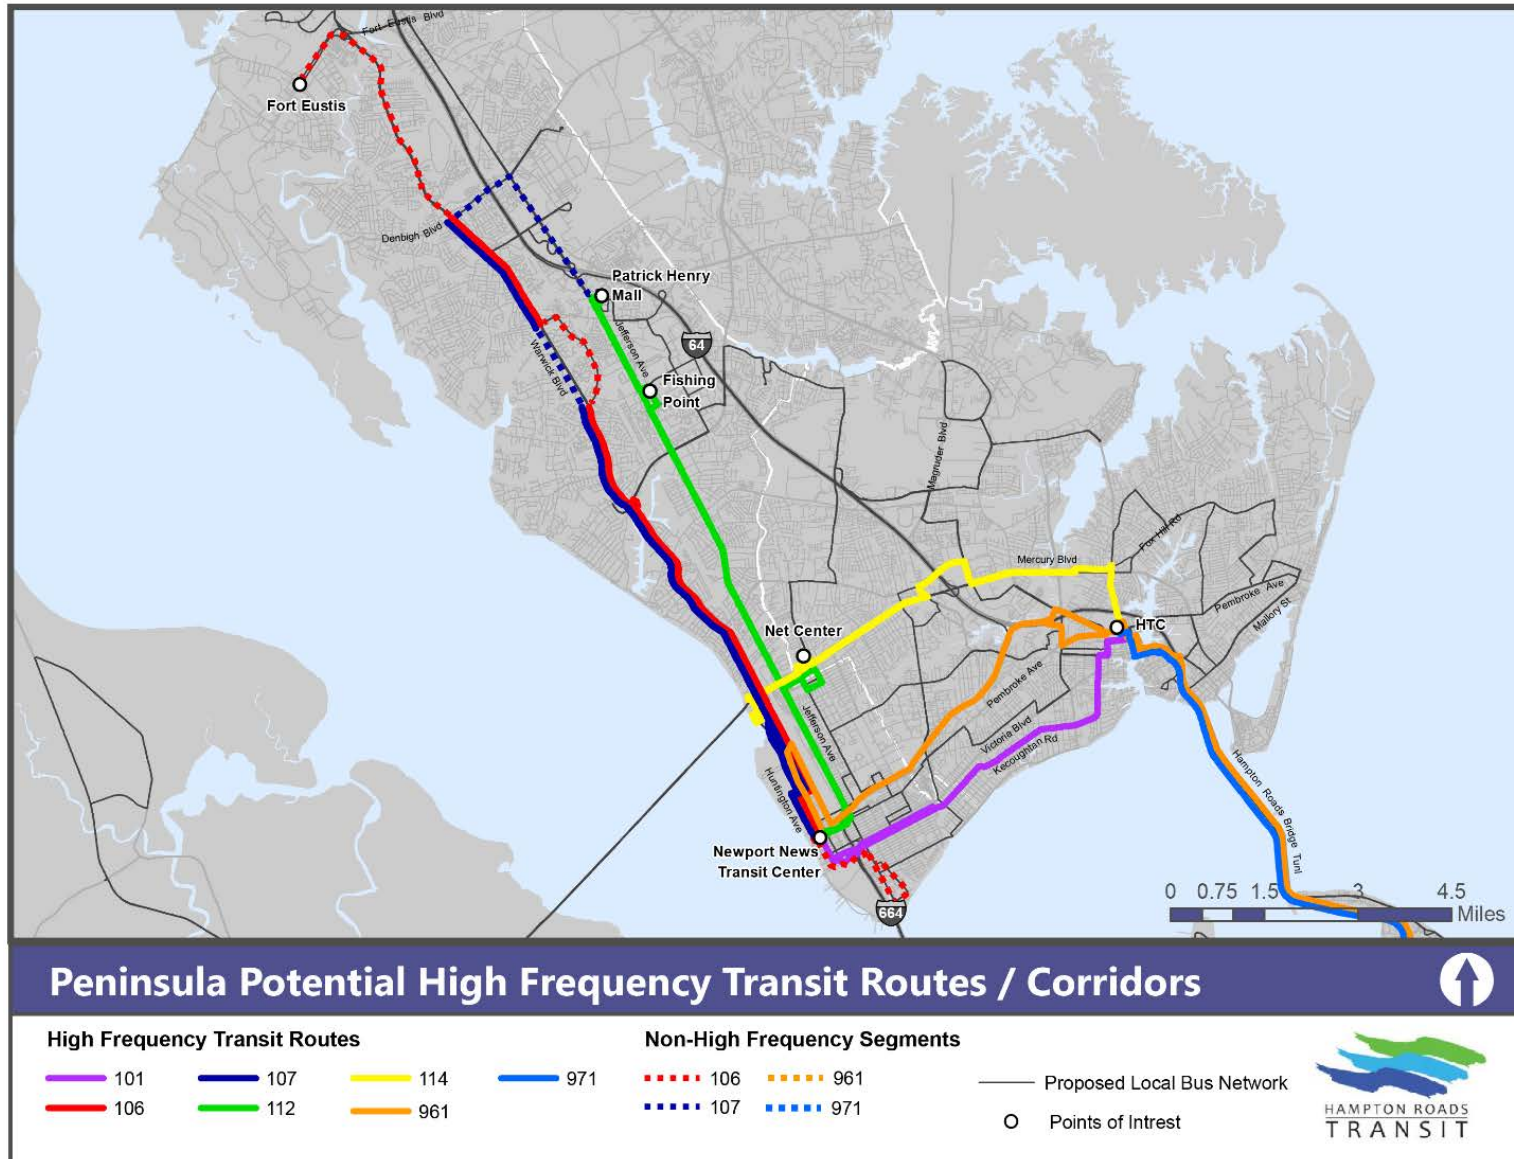 Fort Eustis Blvd
Fort Eustis
Denbigh Blvd
Patrick Henry
Mall
Jefferson Ave
64
Warwick Blvd
Fishing
Point
Magruder Blvd
Fox Hill Rd
Mercury Blvd
Pembroke Ave
Mallory St
Net Center
HTC
Pembroke Ave
Jefferson Ave
Victoria Blvd
Kecoughtan Rd
Huntington Ave
Hampton Roads Bridge Tunl
Newport News
Transit Center
664
0 0.75 1.5 3 4.5
Miles
Peninsula Potential High Frequency Transit Routes / Corridors
High Frequency Transit Routes
Non-High Frequency Segments
101 107 114 971
106 961
Proposed Local Bus Network
106 112 961
107 971
Points of Intrest
HAMPTON ROADS
TRANSIT